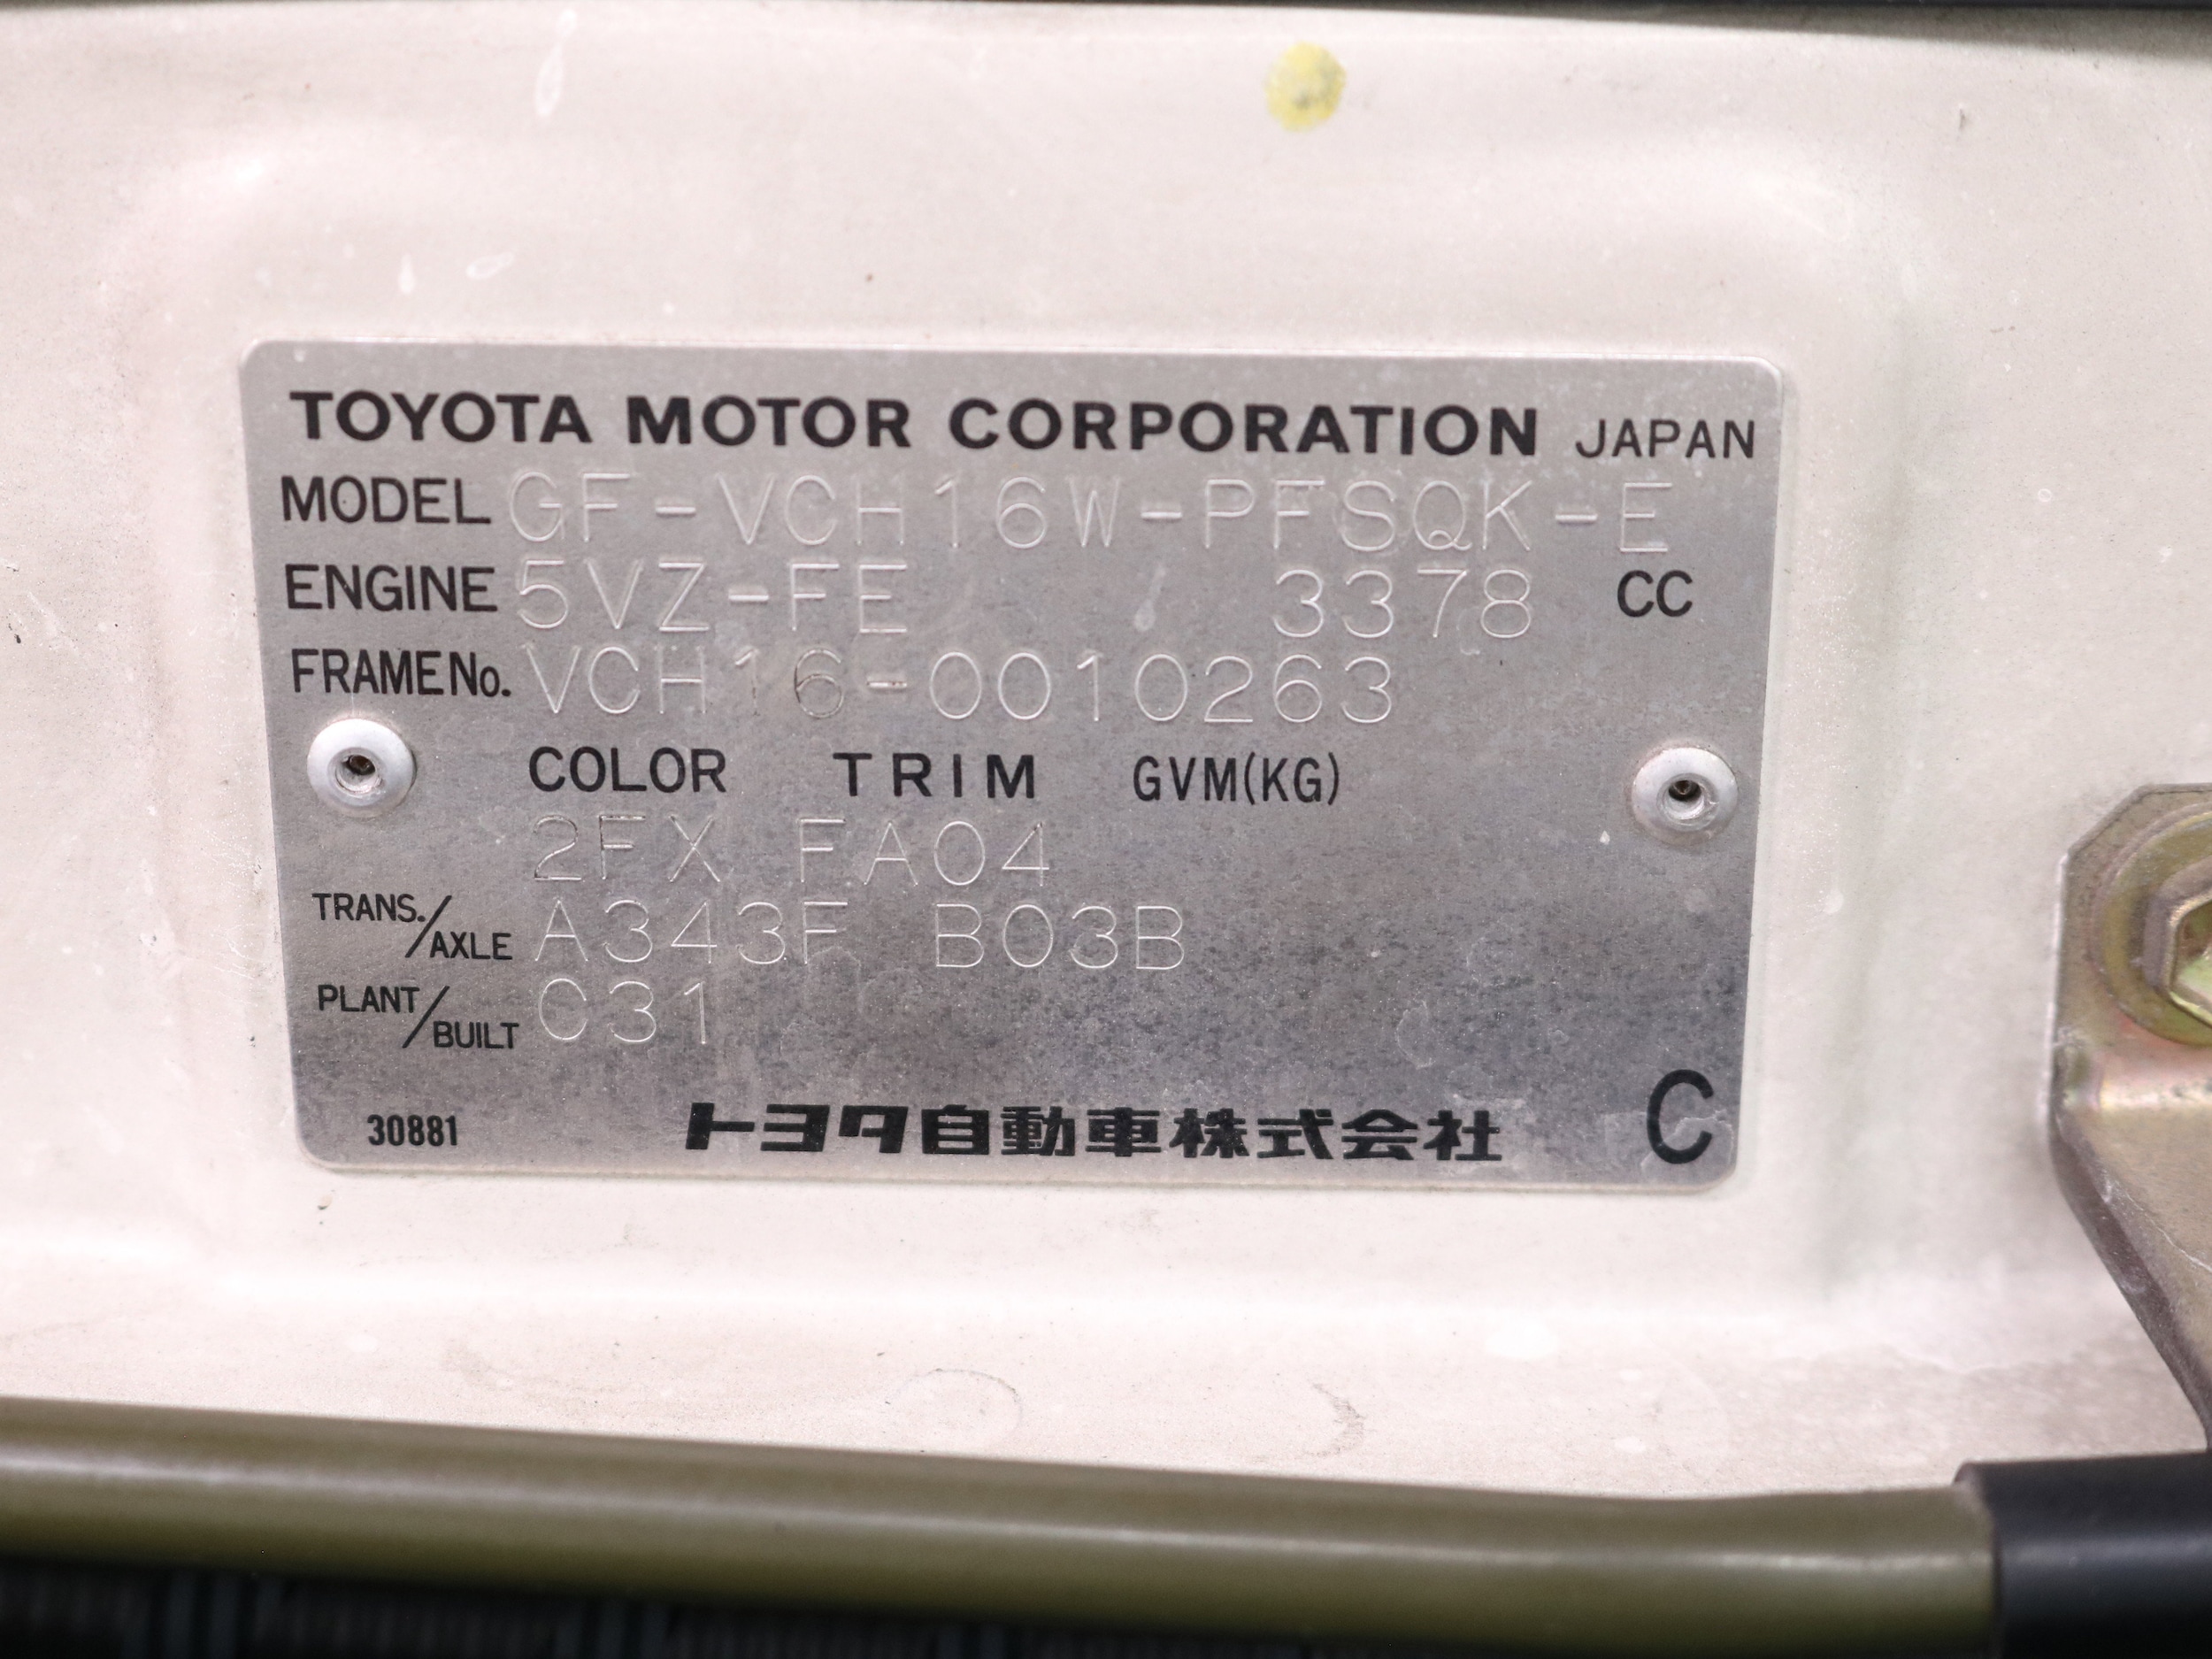 TOYOTA MOTOR CORPORATION JAPAN
MODEL GF-VCH16W-PFSQK-E
ENGINE 5VZ-FE 3378 CC
FRAME No. VCH16-0010263
COLOR TRIM GVM(KG)
2FX FA04
TRANS./AXLE A343F B03B
PLANT/BUILT C31
30881 トヨタ自動車株式会社 C